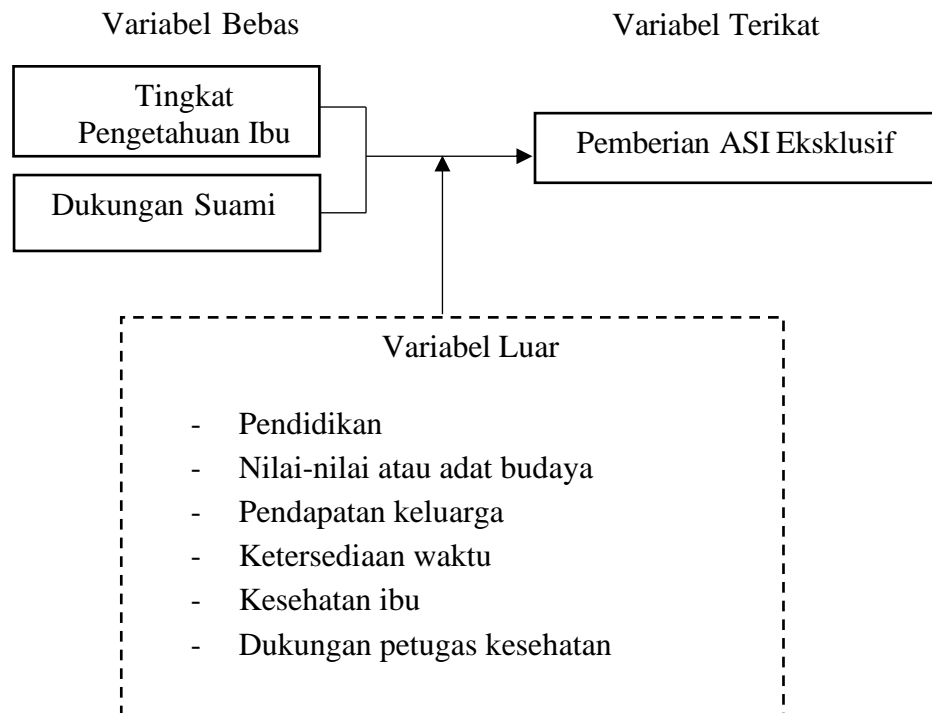 Variabel Bebas
Variabel Terikat
Tingkat
Pengetahuan Ibu
Pemberian ASI Eksklusif
Dukungan Suami
Variabel Luar
- Pendidikan
- Nilai-nilai atau adat budaya
- Pendapatan keluarga
- Ketersediaan waktu
- Kesehatan ibu
- Dukungan petugas kesehatan